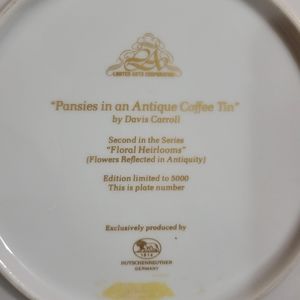 LIMITED ARTS CORPORATION
"Pansies in an Antique Coffee Tin"
by Davis Carroll
Second in the Series
"Floral Heirlooms"
(Flowers Reflected in Antiquity)
Edition limited to 5000
This is plate number
Exclusively produced by
1814
HUTSCHENREUTHER
GERMANY